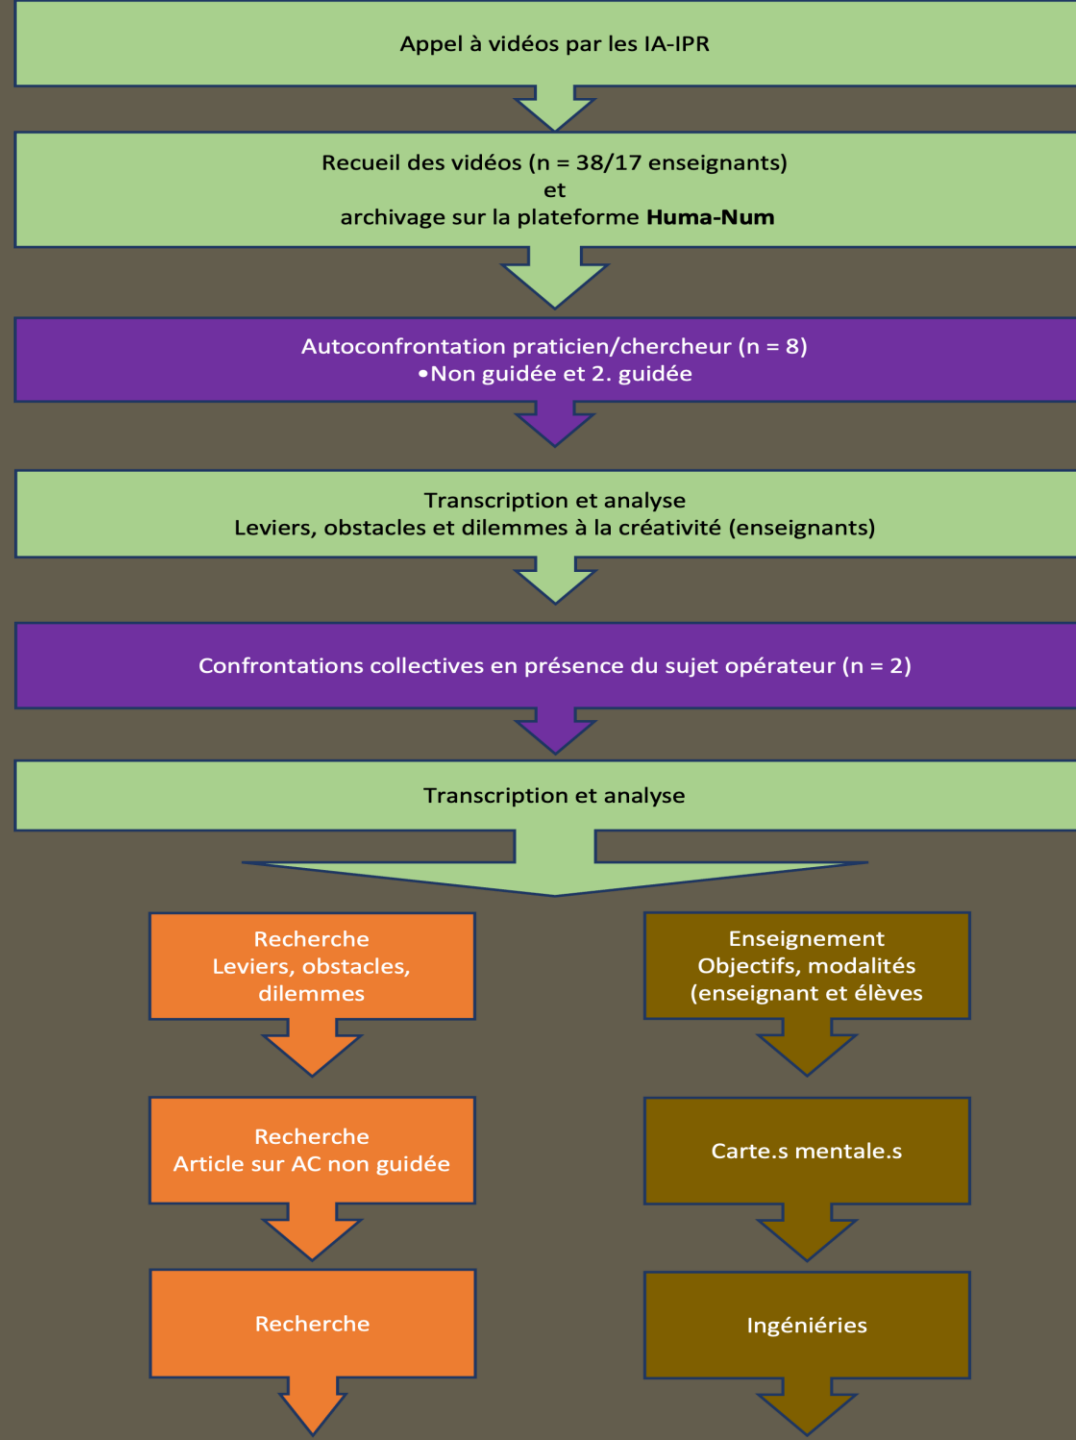 Appel à vidéos par les IA-IPR
Recueil des vidéos (n = 38/17 enseignants)
et
archivage sur la plateforme Huma-Num
Autoconfrontation praticien/chercheur (n = 8)
•Non guidée et 2. guidée
Transcription et analyse
Leviers, obstacles et dilemmes à la créativité (enseignants)
Confrontations collectives en présence du sujet opérateur (n = 2)
Transcription et analyse
Recherche
Leviers, obstacles,
dilemmes
Enseignement
Objectifs, modalités
(enseignant et élèves
Recherche
Article sur AC non guidée
Carte.s mentale.s
Recherche
Ingéniéries